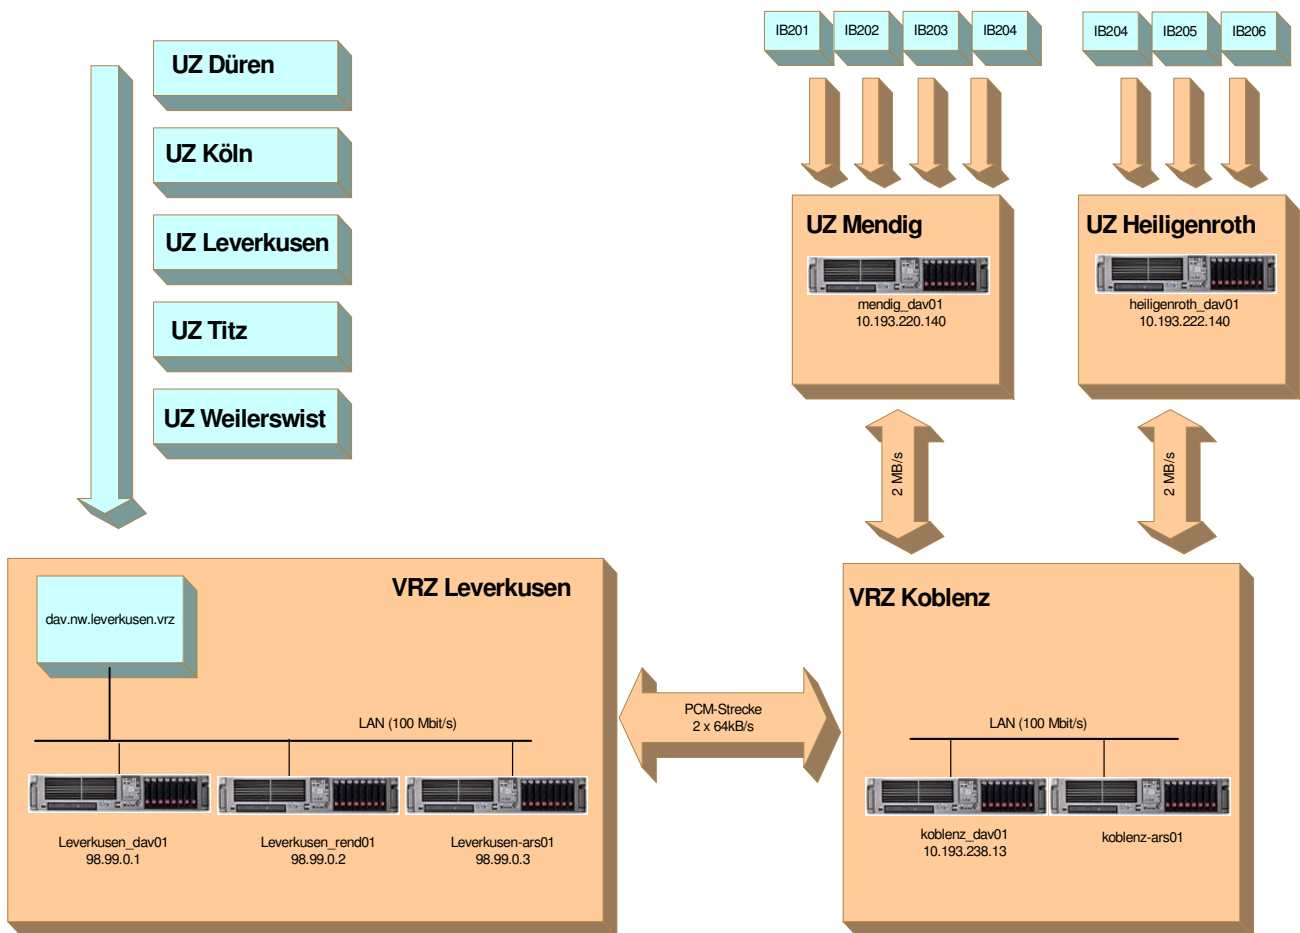 UZ Düren
UZ Köln
UZ Leverkusen
UZ Titz
UZ Weilerswist
IB201
IB202
IB203
IB204
IB204
IB205
IB206
UZ Mendig
mendig_dav01
10.193.220.140
UZ Heiligenroth
heiligenroth_dav01
10.193.222.140
2 MB/s
2 MB/s
VRZ Leverkusen
dav.nw.leverkusen.vrz
LAN (100 Mbit/s)
Leverkusen_dav01
98.99.0.1
Leverkusen_rend01
98.99.0.2
Leverkusen-ars01
98.99.0.3
PCM-Strecke
2 x 64kB/s
VRZ Koblenz
LAN (100 Mbit/s)
koblenz_dav01
10.193.238.13
koblenz-ars01